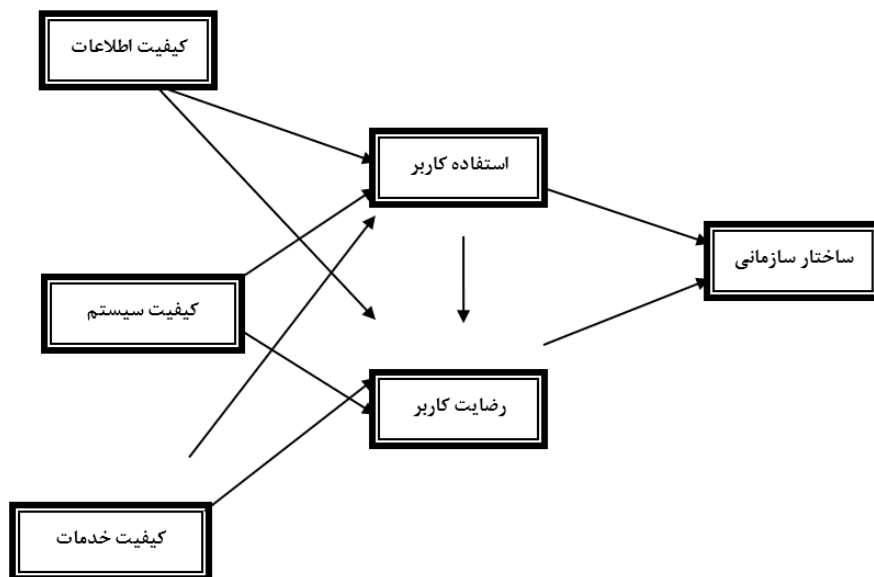 کیفیت اطلاعات
استفاده کاربر
ساختار سازمانی
کیفیت سیستم
رضایت کاربر
کیفیت خدمات